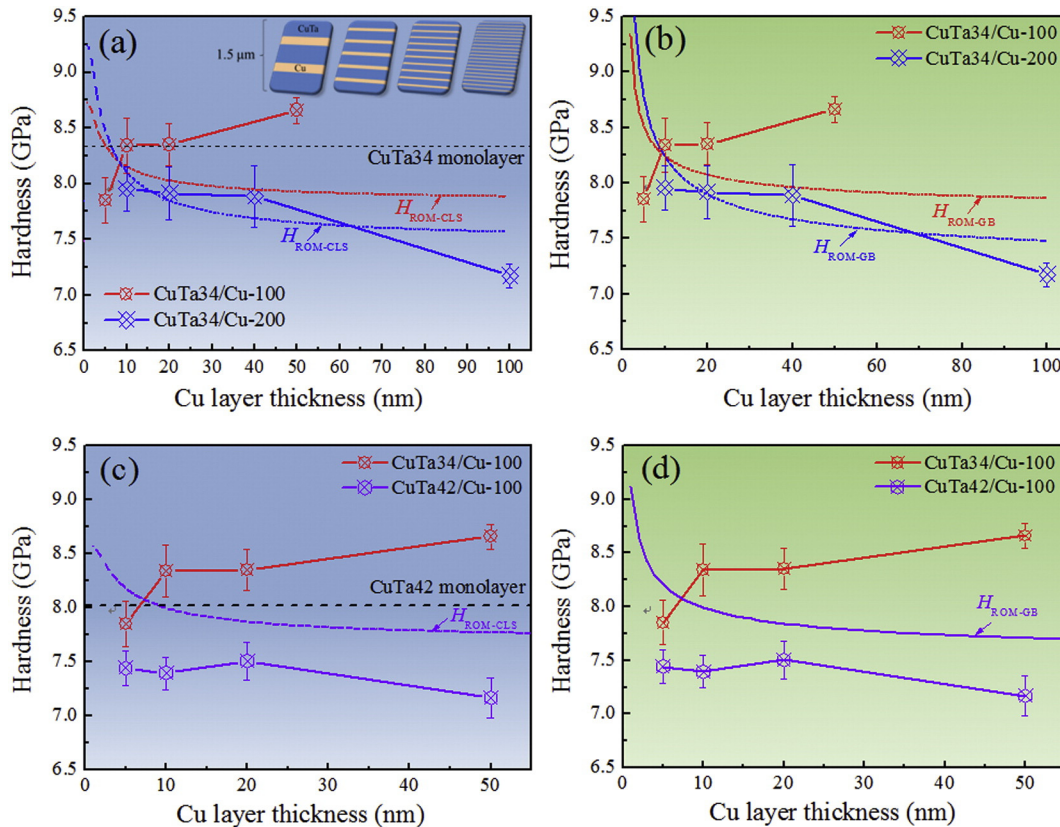 (a)
9.5
9.0
8.5
8.0
7.5
7.0
6.5
Hardness (GPa)
1.5 μm
CuTa
Cu
CuTa34 monolayer
H ROM-CLS
H ROM-CLS
CuTa34/Cu-100
CuTa34/Cu-200
0 10 20 30 40 50 60 70 80 90 100
Cu layer thickness (nm)
(b)
9.5
9.0
8.5
8.0
7.5
7.0
6.5
Hardness (GPa)
CuTa34/Cu-100
CuTa34/Cu-200
H ROM-GB
H ROM-GB
0 20 40 60 80 100
Cu layer thickness (nm)
(c)
9.5
9.0
8.5
8.0
7.5
7.0
6.5
Hardness (GPa)
CuTa34/Cu-100
CuTa42/Cu-100
CuTa42 monolayer
H ROM-CLS
0 10 20 30 40 50
Cu layer thickness (nm)
(d)
9.5
9.0
8.5
8.0
7.5
7.0
6.5
Hardness (GPa)
CuTa34/Cu-100
CuTa42/Cu-100
H ROM-GB
0 10 20 30 40 50
Cu layer thickness (nm)